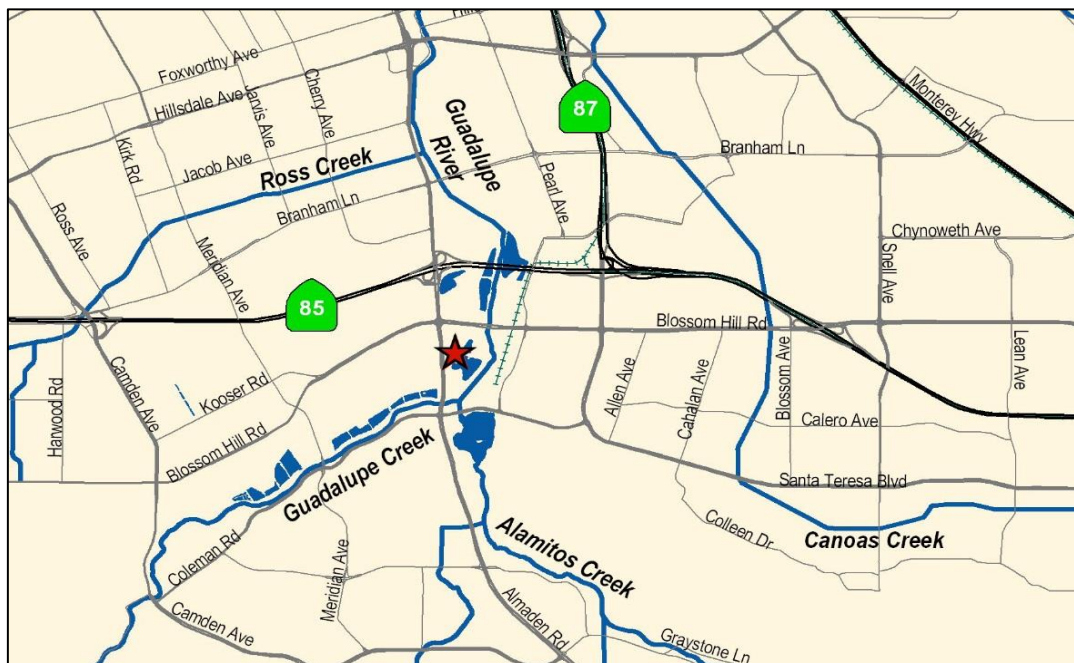 Foxworthy Ave
Hillsdale Ave
Cherry Ave
Jarvis Ave
Kirk Rd
Jacob Ave
Ross Creek
Guadalupe
River
87
Monterey Hwy
Branham Ln
Pearl Ave
Branham Ln
Ross Ave
Meridian Ave
Chynoweth Ave
Snell Ave
85
Blossom Hill Rd
Lean Ave
Harwood Rd
Camden Ave
Kooser Rd
Allen Ave
Cahalan Ave
Blossom Ave
Calero Ave
Blossom Hill Rd
Santa Teresa Blvd
Guadalupe Creek
Colleen Dr
Canoas Creek
Coleman Rd
Meridian Ave
Alamitos Creek
Camden Ave
Almaden Rd
Graystone Ln